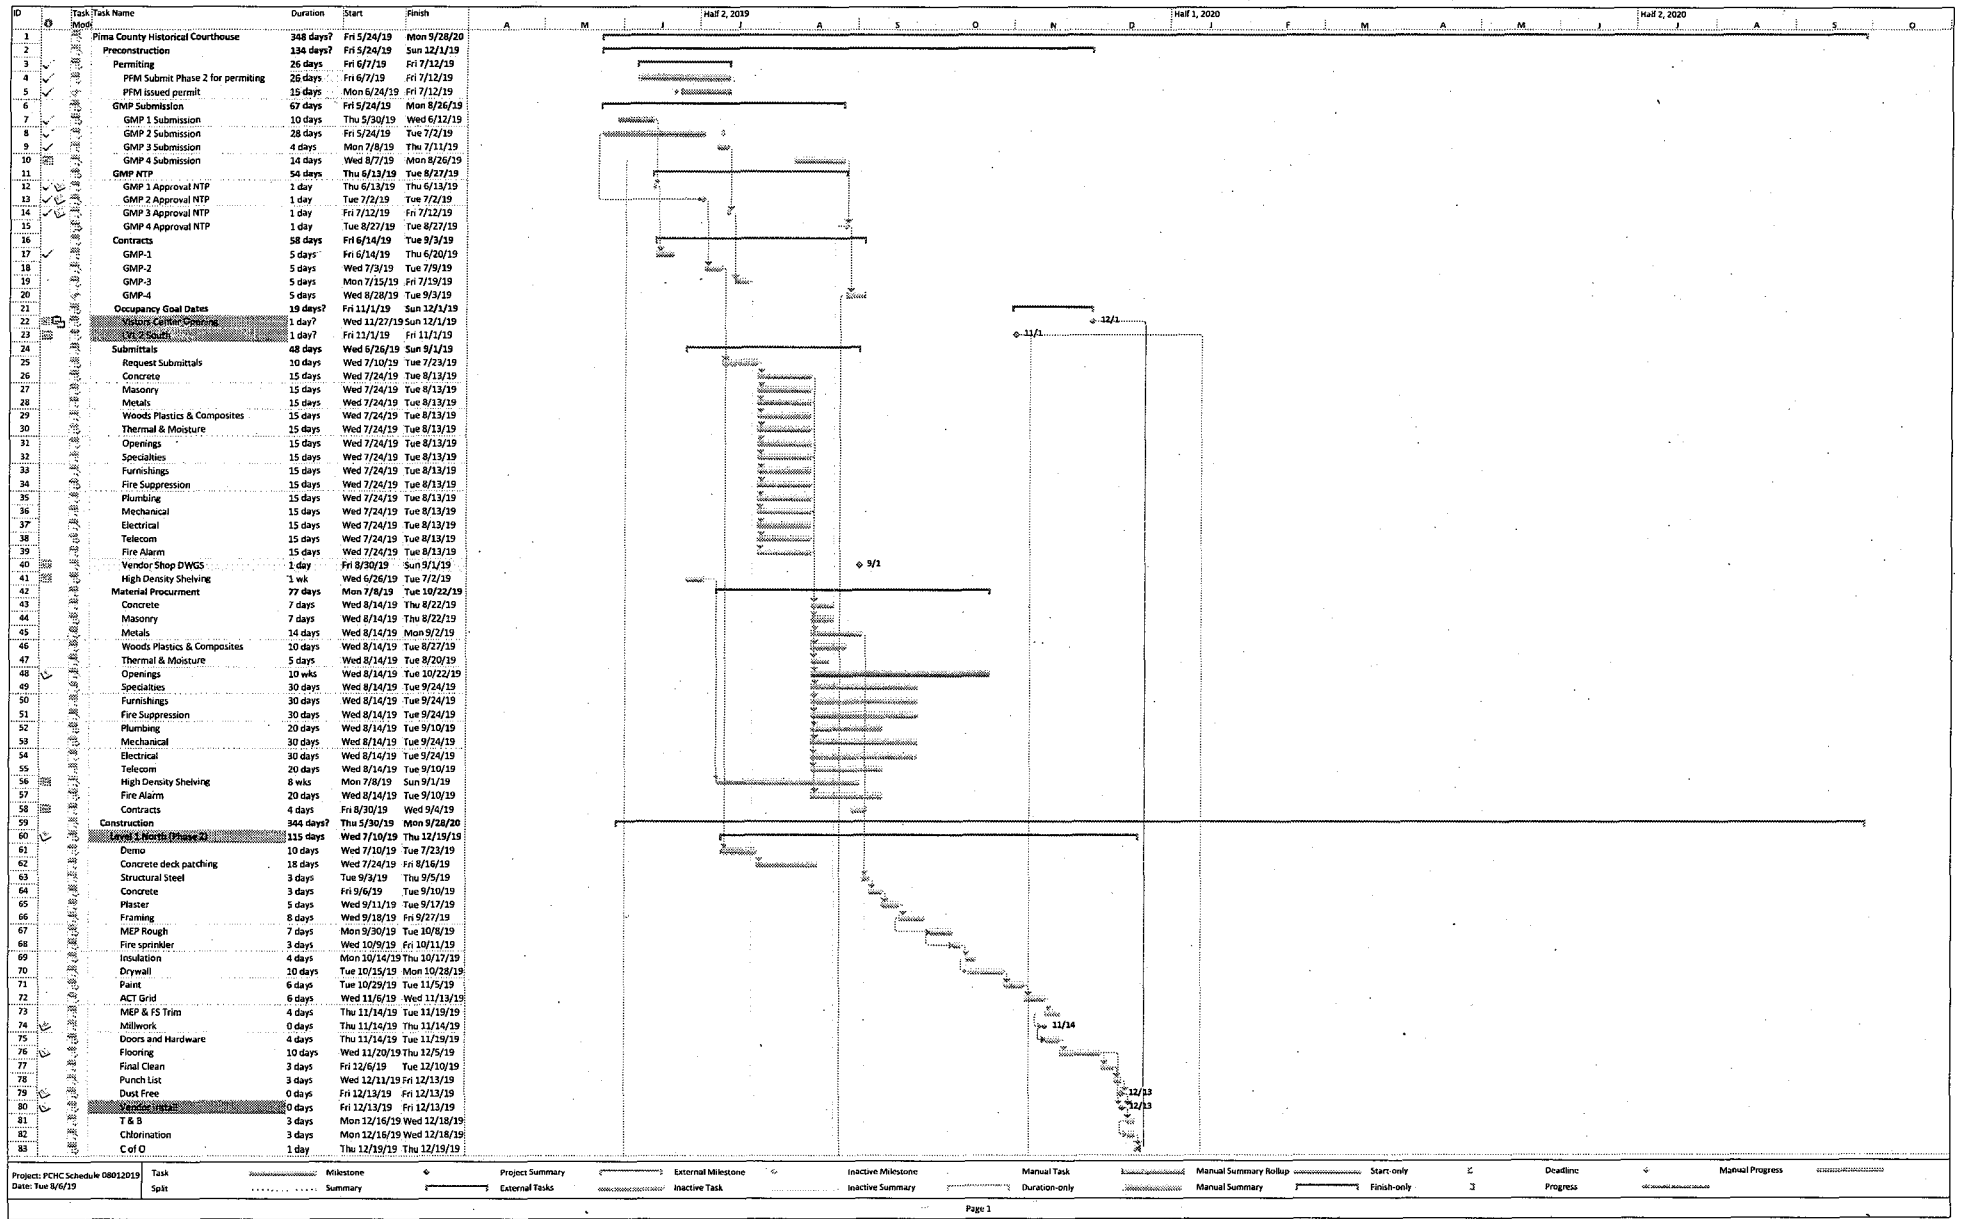 ID Task Mode Task Name Duration Start Finish
Half 2, 2019 Half 1, 2020 Half 2, 2020
A M J J A S O N D J F M A M J J A S O
1 Pima County Historical Courthouse 348 days? Fri 5/24/19 Mon 9/28/20
2 Preconstruction 134 days? Fri 5/24/19 Sun 12/1/19
3 Permiting 26 days Fri 6/7/19 Fri 7/12/19
4 PFM Submit Phase 2 for permiting 26 days Fri 6/7/19 Fri 7/12/19
5 PFM issued permit 15 days Mon 6/24/19 Fri 7/12/19
6 GMP Submission 67 days Fri 5/24/19 Mon 8/26/19
7 GMP 1 Submission 10 days Thu 5/30/19 Wed 6/12/19
8 GMP 2 Submission 28 days Fri 5/24/19 Tue 7/2/19
9 GMP 3 Submission 4 days Mon 7/8/19 Thu 7/11/19
10 GMP 4 Submission 14 days Wed 8/7/19 Mon 8/26/19
11 GMP NTP 54 days Thu 6/13/19 Tue 8/27/19
12 GMP 1 Approval NTP 1 day Thu 6/13/19 Thu 6/13/19
13 GMP 2 Approval NTP 1 day Tue 7/2/19 Tue 7/2/19
14 GMP 3 Approval NTP 1 day Fri 7/12/19 Fri 7/12/19
15 GMP 4 Approval NTP 1 day Tue 8/27/19 Tue 8/27/19
16 Contracts 58 days Fri 6/14/19 Tue 9/3/19
17 GMP-1 5 days Fri 6/14/19 Thu 6/20/19
18 GMP-2 5 days Wed 7/3/19 Tue 7/9/19
19 GMP-3 5 days Mon 7/15/19 Fri 7/19/19
20 GMP-4 5 days Wed 8/28/19 Tue 9/3/19
21 Occupancy Goal Dates 19 days? Fri 11/1/19 Sun 12/1/19
22 Vistors Center Opening 1 day? Wed 11/27/19 Sun 12/1/19 12/1
23 LVL 2 South 1 day? Fri 11/1/19 Fri 11/1/19 11/1
24 Submittals 48 days Wed 6/26/19 Sun 9/1/19
25 Request Submittals 10 days Wed 7/10/19 Tue 7/23/19
26 Concrete 15 days Wed 7/24/19 Tue 8/13/19
27 Masonry 15 days Wed 7/24/19 Tue 8/13/19
28 Metals 15 days Wed 7/24/19 Tue 8/13/19
29 Woods Plastics & Composites 15 days Wed 7/24/19 Tue 8/13/19
30 Thermal & Moisture 15 days Wed 7/24/19 Tue 8/13/19
31 Openings 15 days Wed 7/24/19 Tue 8/13/19
32 Specialties 15 days Wed 7/24/19 Tue 8/13/19
33 Furnishings 15 days Wed 7/24/19 Tue 8/13/19
34 Fire Suppression 15 days Wed 7/24/19 Tue 8/13/19
35 Plumbing 15 days Wed 7/24/19 Tue 8/13/19
36 Mechanical 15 days Wed 7/24/19 Tue 8/13/19
37 Electrical 15 days Wed 7/24/19 Tue 8/13/19
38 Telecom 15 days Wed 7/24/19 Tue 8/13/19
39 Fire Alarm 15 days Wed 7/24/19 Tue 8/13/19
40 Vendor Shop DWGS 1 day Fri 8/30/19 Sun 9/1/19 9/1
41 High Density Shelving 1 wk Wed 6/26/19 Tue 7/2/19
42 Material Procurment 77 days Mon 7/8/19 Tue 10/22/19
43 Concrete 7 days Wed 8/14/19 Thu 8/22/19
44 Masonry 7 days Wed 8/14/19 Thu 8/22/19
45 Metals 14 days Wed 8/14/19 Mon 9/2/19
46 Woods Plastics & Composites 10 days Wed 8/14/19 Tue 8/27/19
47 Thermal & Moisture 5 days Wed 8/14/19 Tue 8/20/19
48 Openings 10 wks Wed 8/14/19 Tue 10/22/19
49 Specialties 30 days Wed 8/14/19 Tue 9/24/19
50 Furnishings 30 days Wed 8/14/19 Tue 9/24/19
51 Fire Suppression 30 days Wed 8/14/19 Tue 9/24/19
52 Plumbing 20 days Wed 8/14/19 Tue 9/10/19
53 Mechanical 30 days Wed 8/14/19 Tue 9/24/19
54 Electrical 30 days Wed 8/14/19 Tue 9/24/19
55 Telecom 20 days Wed 8/14/19 Tue 9/10/19
56 High Density Shelving 8 wks Mon 7/8/19 Sun 9/1/19
57 Fire Alarm 20 days Wed 8/14/19 Tue 9/10/19
58 Contracts 4 days Fri 8/30/19 Wed 9/4/19
59 Construction 344 days? Thu 5/30/19 Mon 9/28/20
60 Level 1 North (Phase 2) 115 days Wed 7/10/19 Thu 12/19/19
61 Demo 10 days Wed 7/10/19 Tue 7/23/19
62 Concrete deck patching 18 days Wed 7/24/19 Fri 8/16/19
63 Structural Steel 3 days Tue 9/3/19 Thu 9/5/19
64 Concrete 3 days Fri 9/6/19 Tue 9/10/19
65 Plaster 5 days Wed 9/11/19 Tue 9/17/19
66 Framing 8 days Wed 9/18/19 Fri 9/27/19
67 MEP Rough 7 days Mon 9/30/19 Tue 10/8/19
68 Fire sprinkler 3 days Wed 10/9/19 Fri 10/11/19
69 Insulation 4 days Mon 10/14/19 Thu 10/17/19
70 Drywall 10 days Tue 10/15/19 Mon 10/28/19
71 Paint 6 days Tue 10/29/19 Tue 11/5/19
72 ACT Grid 6 days Wed 11/6/19 Wed 11/13/19
73 MEP & FS Trim 4 days Thu 11/14/19 Tue 11/19/19
74 Millwork 0 days Thu 11/14/19 Thu 11/14/19 11/14
75 Doors and Hardware 4 days Thu 11/14/19 Tue 11/19/19
76 Flooring 10 days Wed 11/20/19 Thu 12/5/19
77 Final Clean 3 days Fri 12/6/19 Tue 12/10/19
78 Punch List 3 days Wed 12/11/19 Fri 12/13/19
79 Dust Free 0 days Fri 12/13/19 Fri 12/13/19 12/13
80 Vendor Install 0 days Fri 12/13/19 Fri 12/13/19 12/13
81 T & B 3 days Mon 12/16/19 Wed 12/18/19
82 Chlorination 3 days Mon 12/16/19 Wed 12/18/19
83 C of O 1 day Thu 12/19/19 Thu 12/19/19
Project: PCHC Schedule 08012019
Date: Tue 8/6/19
Task Milestone Project Summary External Milestone Inactive Milestone Manual Task Manual Summary Rollup Start-only Deadline Manual Progress
Split Summary External Tasks Inactive Task Inactive Summary Duration-only Manual Summary Finish-only Progress
Page 1